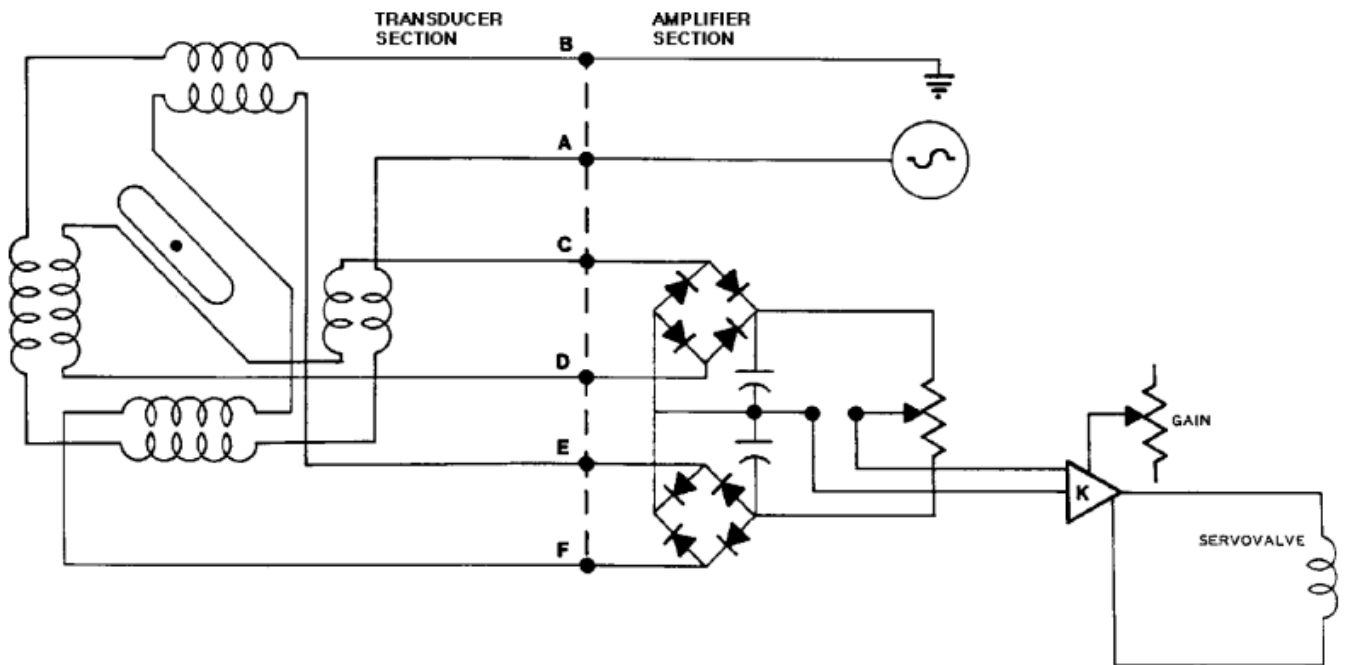 TRANSDUCER
SECTION
AMPLIFIER
SECTION
B
A
C
D
E
F
GAIN
K
SERVOVALVE